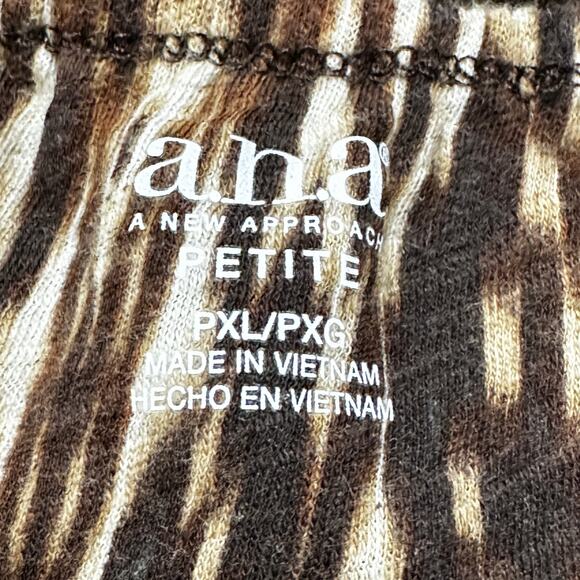 a.n.a®
A NEW APPROACH
PETITE
PXL/PXG
MADE IN VIETNAM
HECHO EN VIETNAM